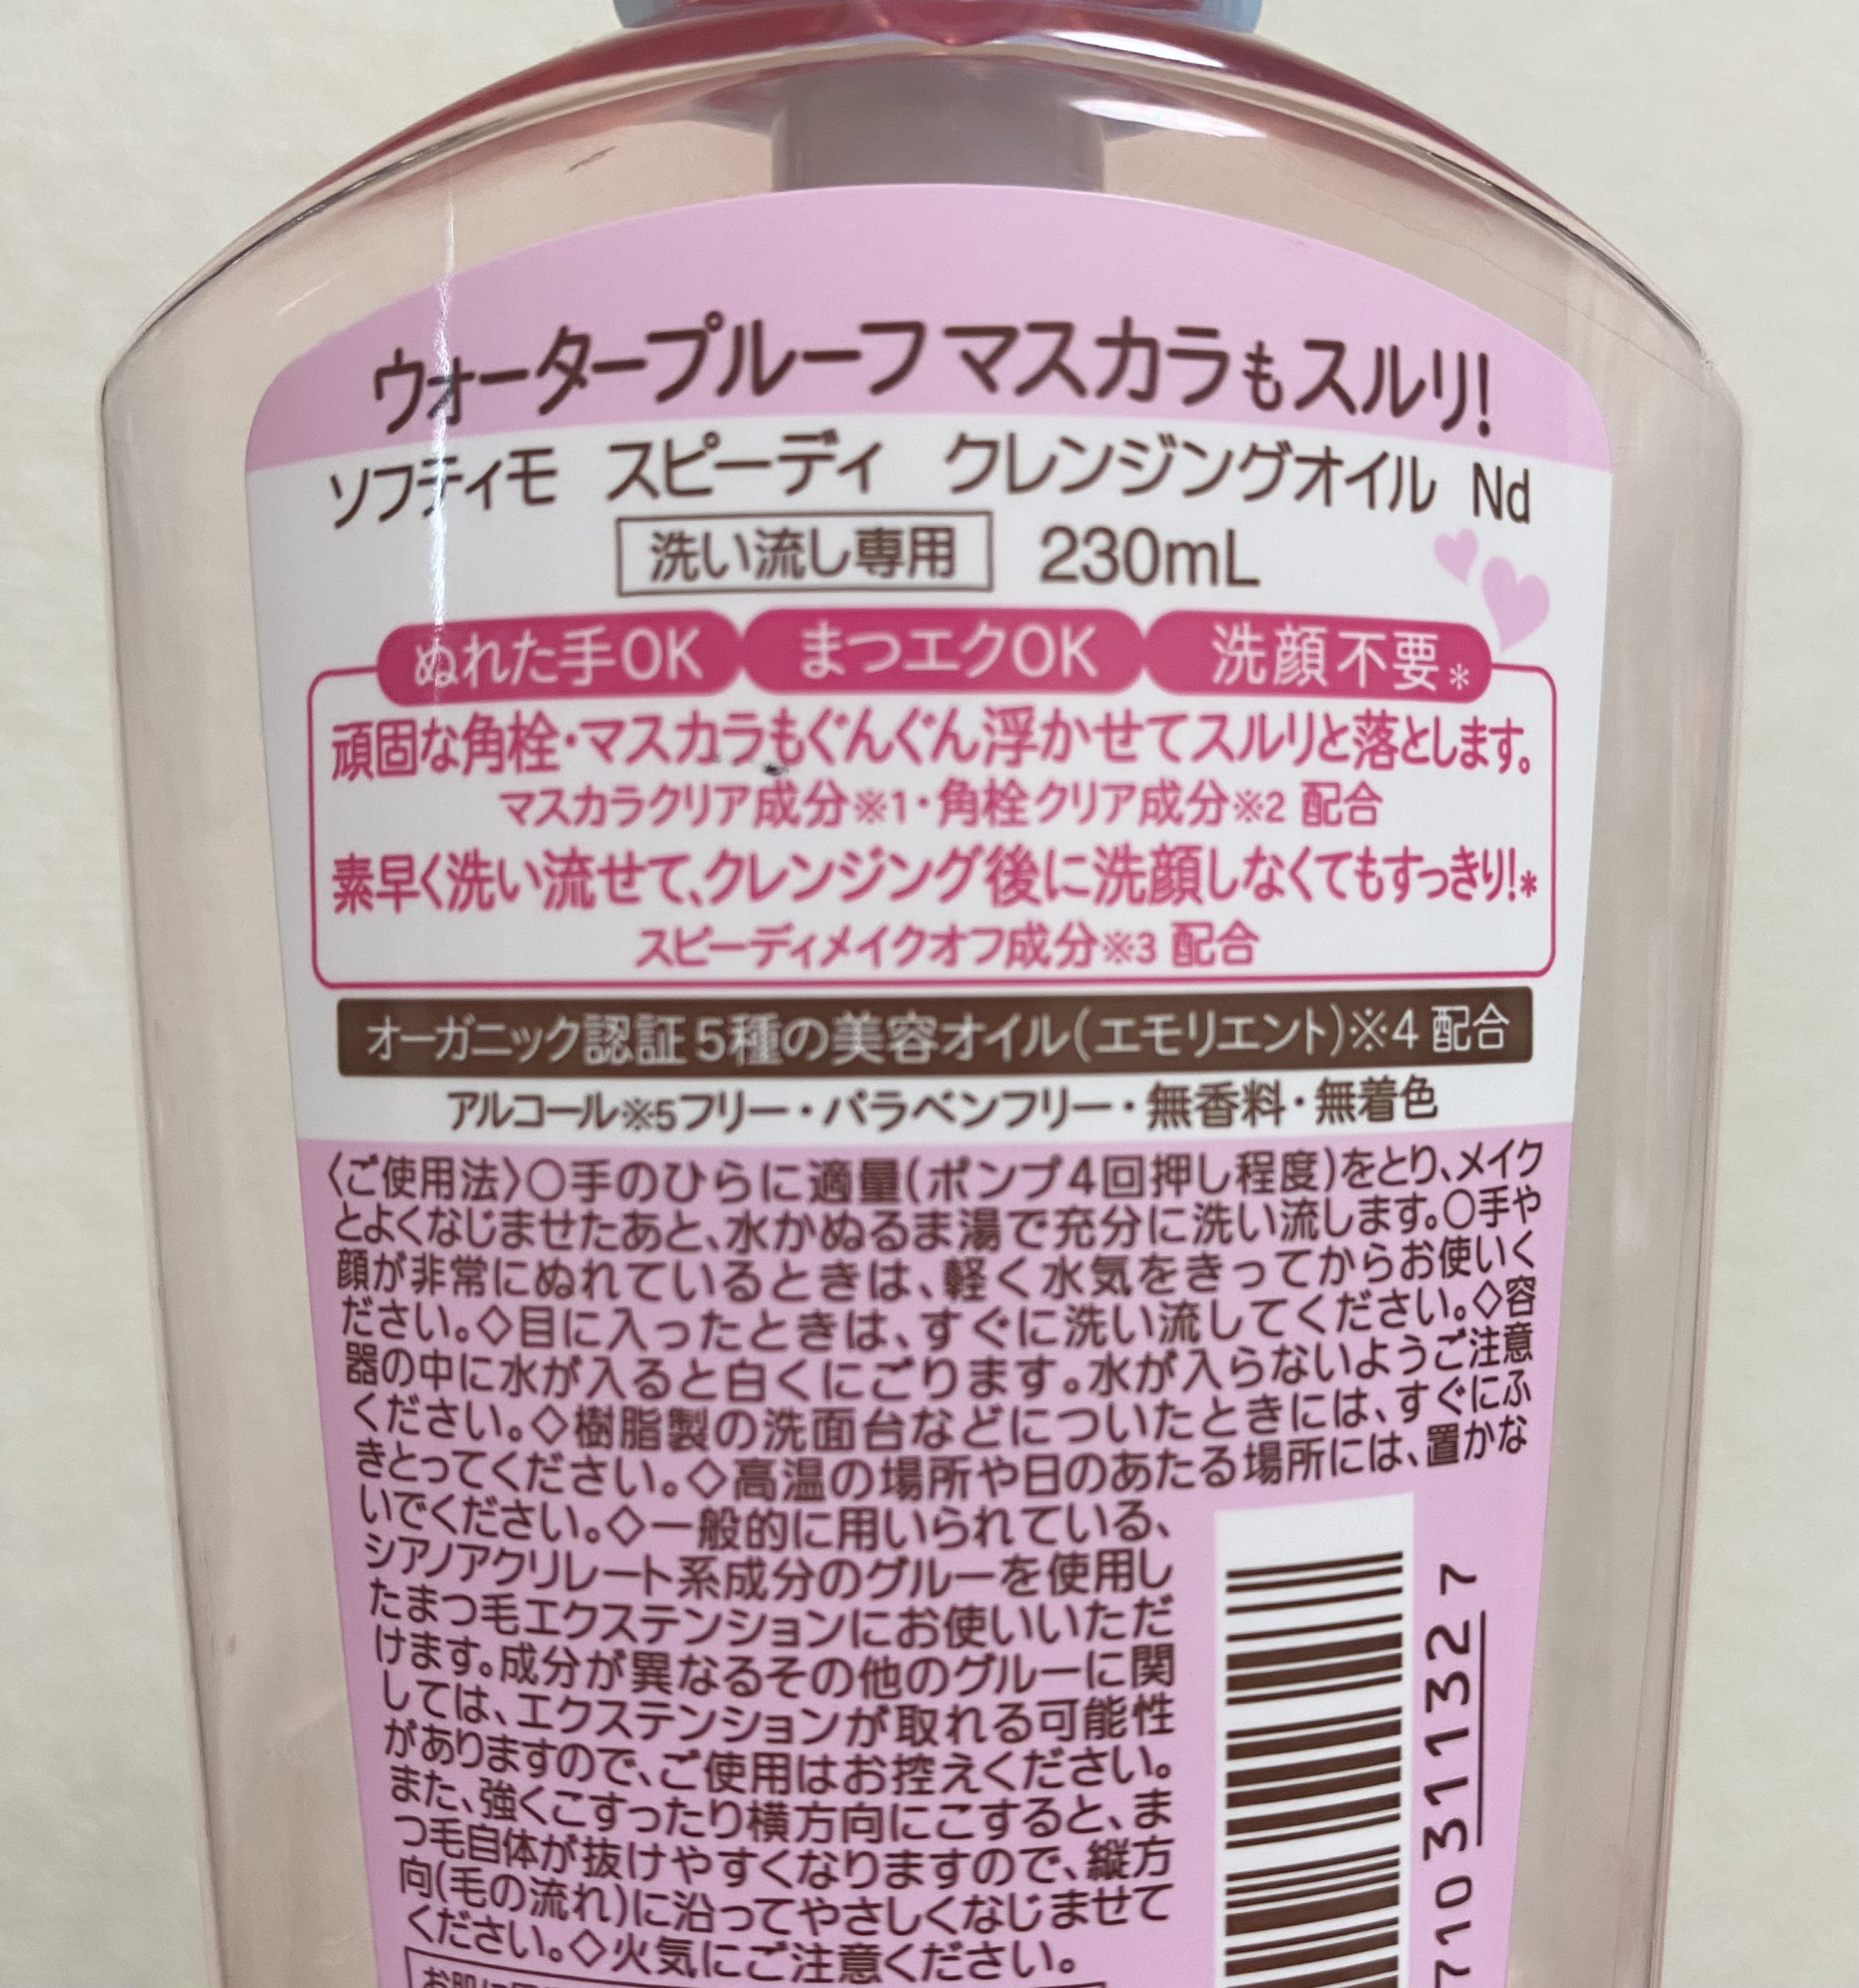 ウォータープルーフマスカラもスルリ!
ソフティモ スピーディ クレンジングオイル Nd
洗い流し専用 230mL
ぬれた手OK まつエクOK 洗顔不要*
頑固な角栓・マスカラもぐんぐん浮かせてスルリと落とします。
マスカラクリア成分※1・角栓クリア成分※2 配合
素早く洗い流せて、クレンジング後に洗顔しなくてもすっきり!*
スピーディメイクオフ成分※3 配合
オーガニック認証5種の美容オイル(エモリエント)※4 配合
アルコール※5フリー・パラベンフリー・無香料・無着色
〈ご使用法〉○手のひらに適量(ポンプ4回押し程度)をとり、メイク
とよくなじませたあと、水かぬるま湯で充分に洗い流します。○手や
顔が非常にぬれているときは、軽く水気をきってからお使いく
ださい。◇目に入ったときは、すぐに洗い流してください。◇容
器の中に水が入ると白くにごります。水が入らないようご注意
ください。◇樹脂製の洗面台などについたときには、すぐにふ
きとってください。◇高温の場所や日のあたる場所には、置かな
いでください。◇一般的に用いられている、
シアノアクリレート系成分のグルーを使用し
たまつ毛エクステンションにお使いいただ
けます。成分が異なるその他のグルーに関
しては、エクステンションが取れる可能性
がありますので、ご使用はお控えください。
また、強くこすったり横方向にこすると、ま
つ毛自体が抜けやすくなりますので、縦方
向(毛の流れ)に沿ってやさしくなじませて
ください。◇火気にご注意ください。
710311327